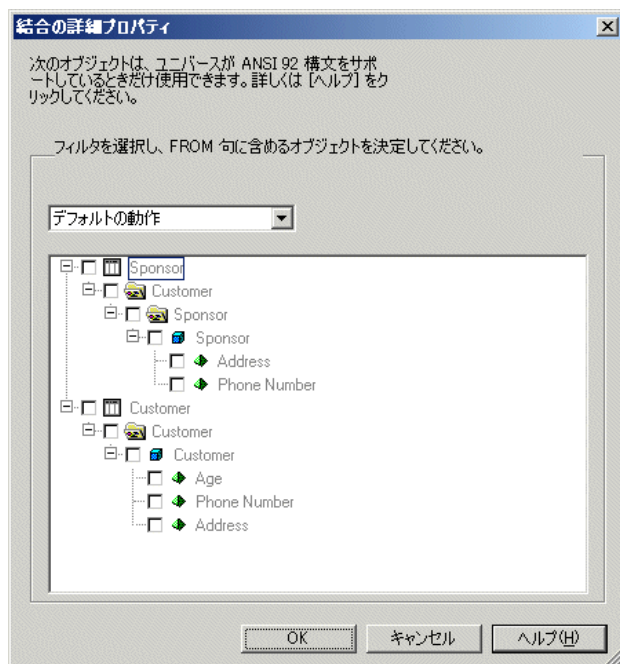 結合の詳細プロパティ
次のオブジェクトは、ユニバースが ANSI 92 構文をサポ
ートしているときだけ使用できます。詳しくは [ヘルプ] をク
リックしてください。
フィルタを選択し、FROM 句に含めるオブジェクトを決定してください。
デフォルトの動作
Sponsor
Customer
Sponsor
Sponsor
Address
Phone Number
Customer
Customer
Customer
Age
Phone Number
Address
OK
キャンセル
ヘルプ(H)